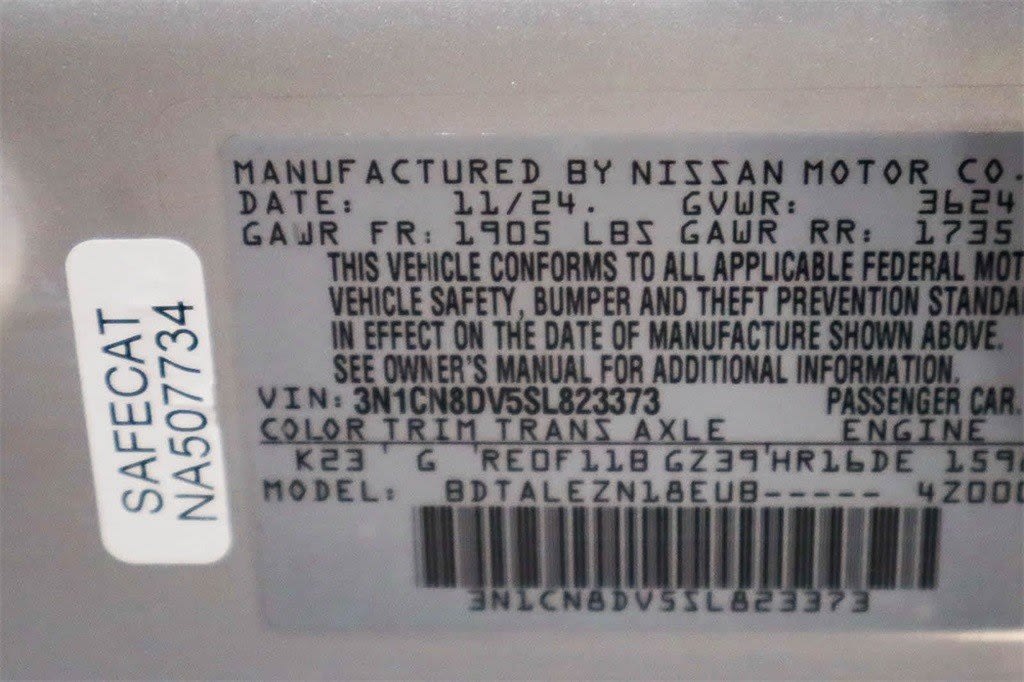 SAFECAT
NA507734
MANUFACTURED BY NISSAN MOTOR CO.
DATE: 11/24. GVWR: 3624
GAWR FR: 1905 LBS GAWR RR: 1735
THIS VEHICLE CONFORMS TO ALL APPLICABLE FEDERAL MOT
VEHICLE SAFETY, BUMPER AND THEFT PREVENTION STANDA
IN EFFECT ON THE DATE OF MANUFACTURE SHOWN ABOVE.
SEE OWNER'S MANUAL FOR ADDITIONAL INFORMATION.
VIN: 3N1CN8DV5SL823373 PASSENGER CAR.
COLOR TRIM TRANS AXLE ENGINE
K23 ' G 'RE0F11B GZ39'HR16DE 159
MODEL: BDTALEZN18EUB----- 4Z000
3N1CN8DV5SL823373